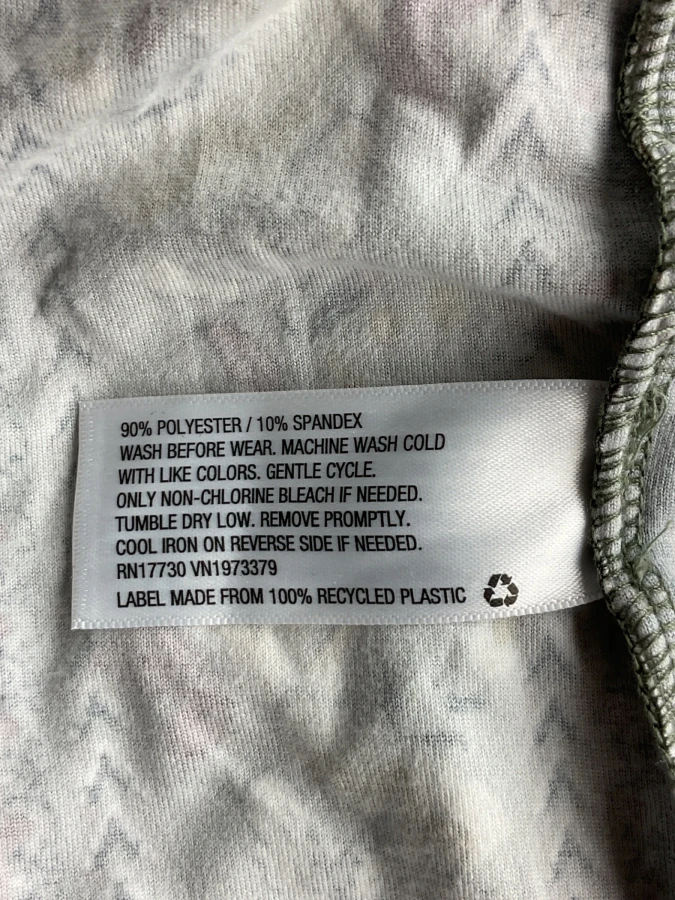 90% POLYESTER / 10% SPANDEX
WASH BEFORE WEAR. MACHINE WASH COLD
WITH LIKE COLORS. GENTLE CYCLE.
ONLY NON-CHLORINE BLEACH IF NEEDED.
TUMBLE DRY LOW. REMOVE PROMPTLY.
COOL IRON ON REVERSE SIDE IF NEEDED.
RN17730 VN1973379
LABEL MADE FROM 100% RECYCLED PLASTIC